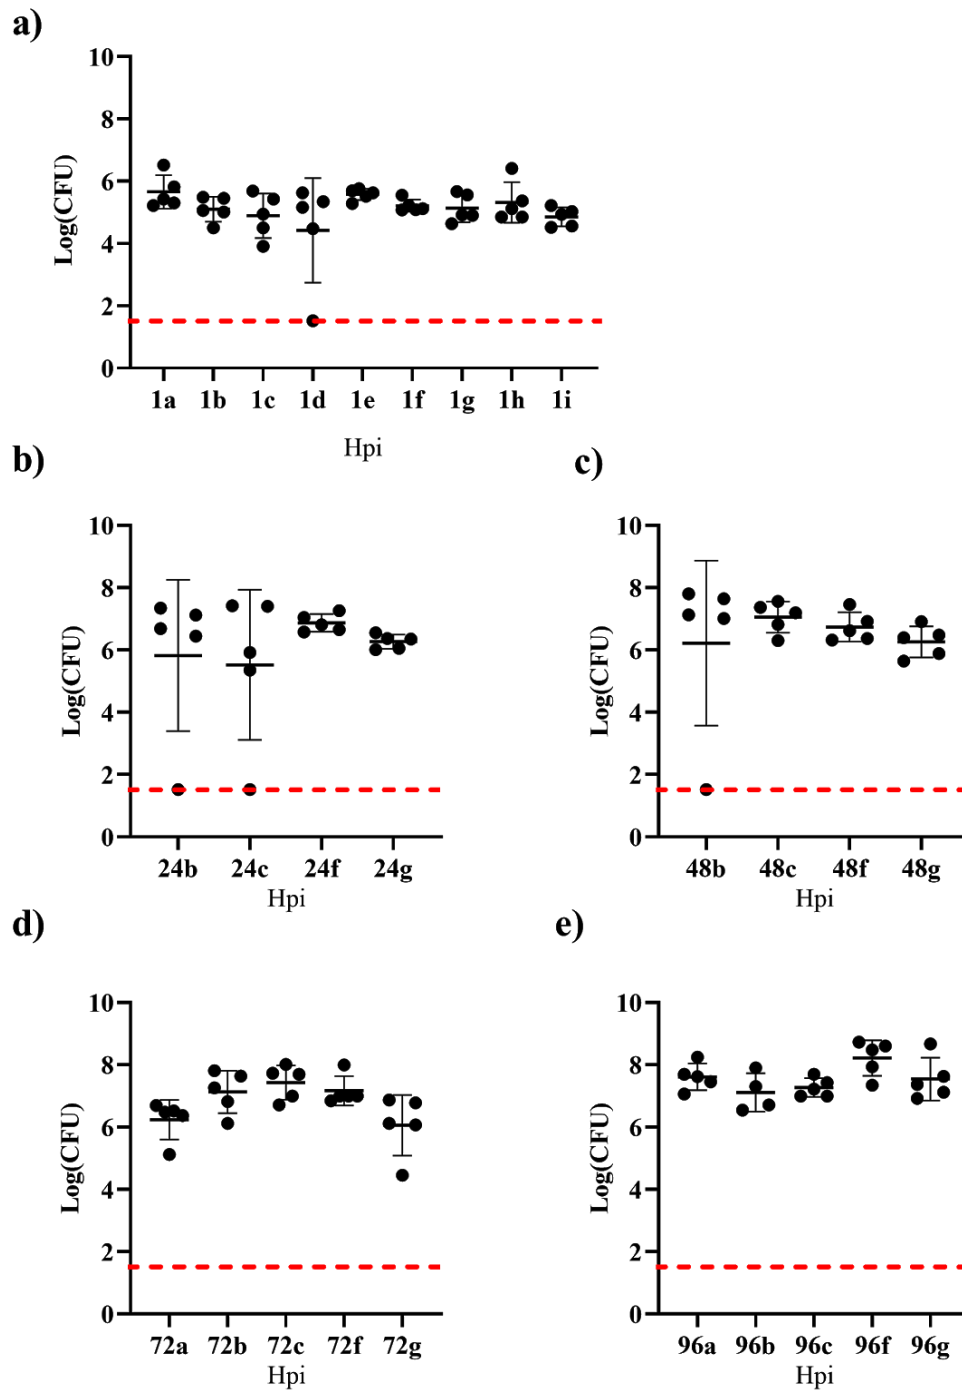 a)
10
8
6
4
2
0
Log(CFU)
1a 1b 1c 1d 1e 1f 1g 1h 1i
Hpi
b)
10
8
6
4
2
0
Log(CFU)
24b 24c 24f 24g
Hpi
c)
10
8
6
4
2
0
Log(CFU)
48b 48c 48f 48g
Hpi
d)
10
8
6
4
2
0
Log(CFU)
72a 72b 72c 72f 72g
Hpi
e)
10
8
6
4
2
0
Log(CFU)
96a 96b 96c 96f 96g
Hpi